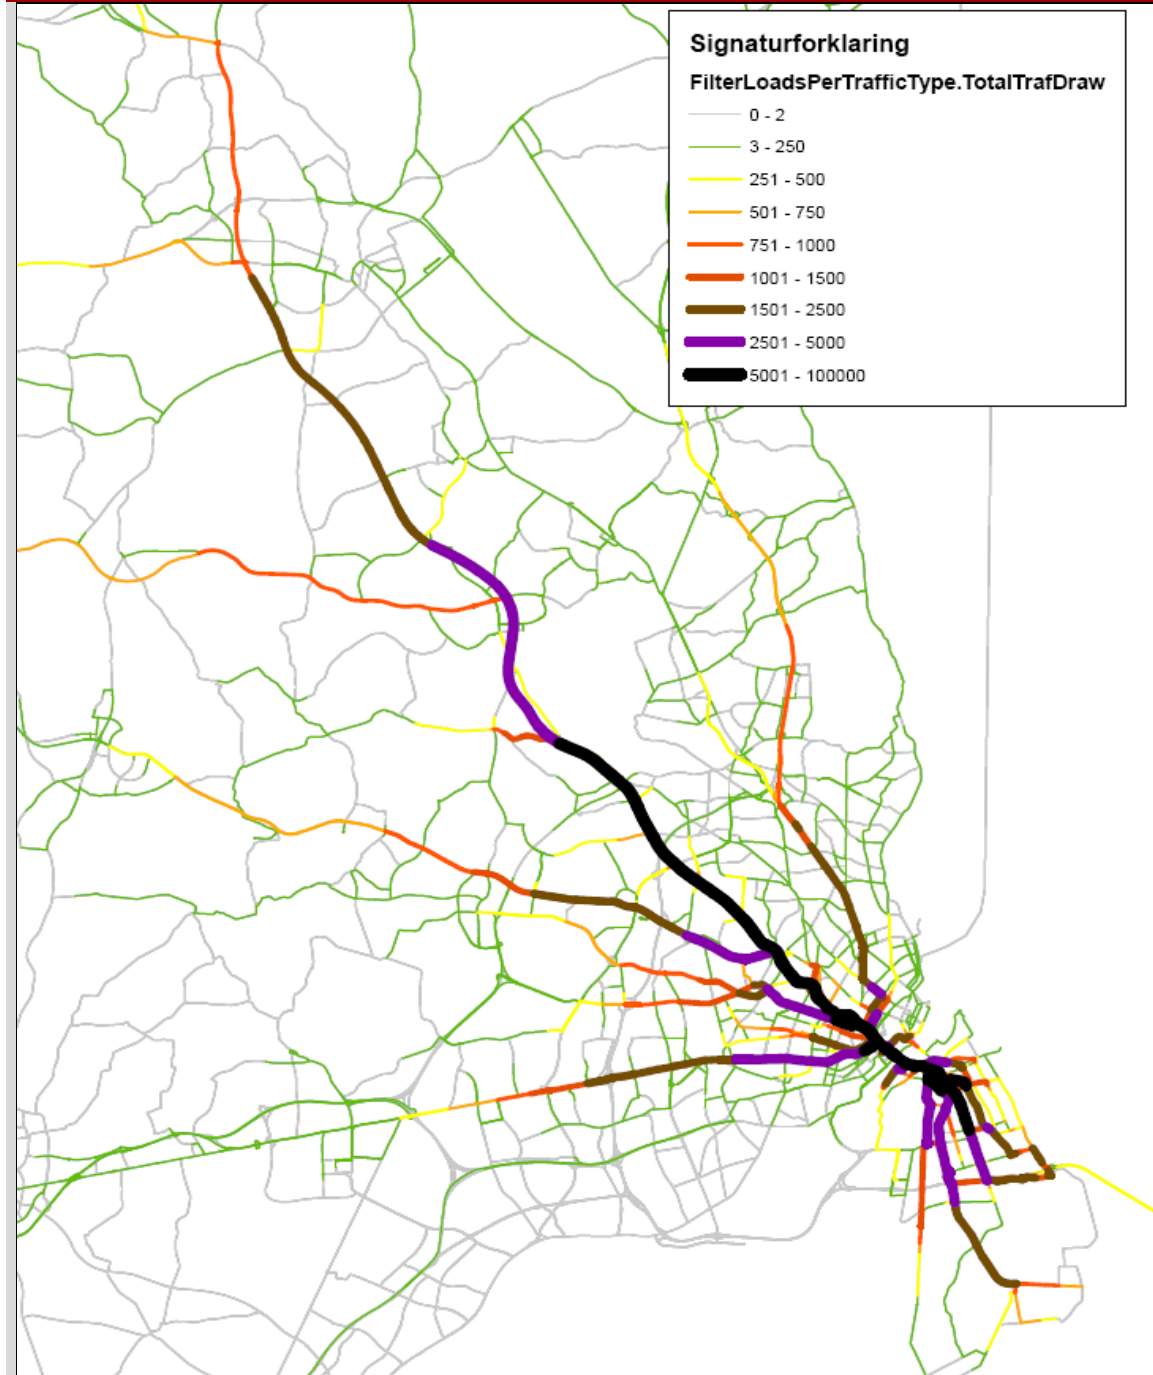 Signaturforklaring
FilterLoadsPerTrafficType.TotalTrafDraw
0 - 2
3 - 250
251 - 500
501 - 750
751 - 1000
1001 - 1500
1501 - 2500
2501 - 5000
5001 - 100000